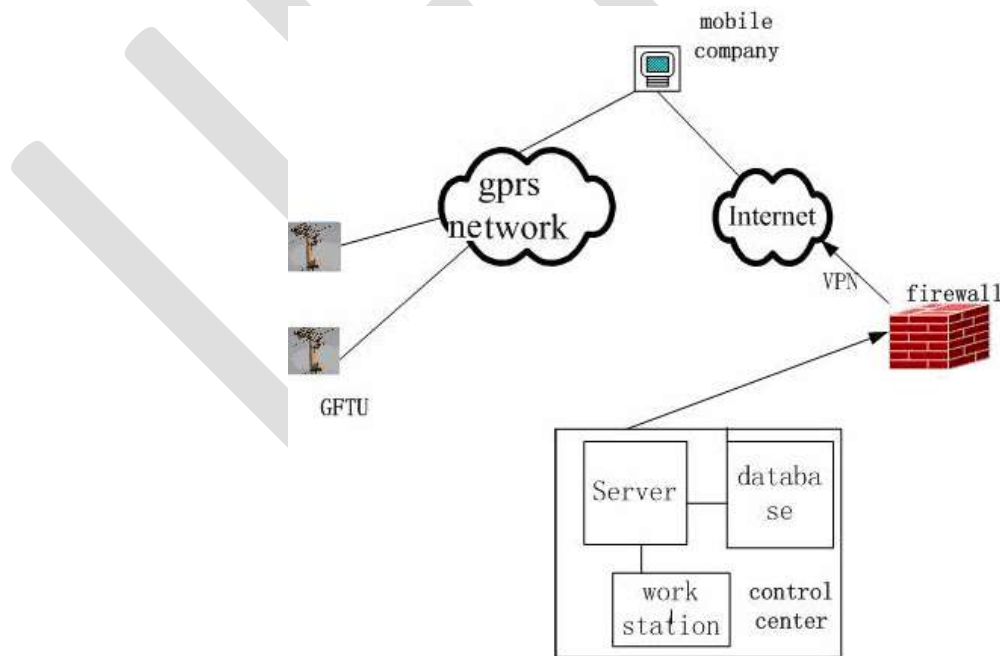 mobile
company
gprs
network
Internet
VPN
firewall
GFTU
Server
databa
se
work
station
control
center